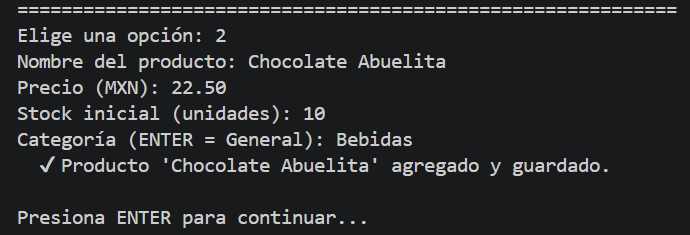 ============================================================
Elige una opción: 2
Nombre del producto: Chocolate Abuelita
Precio (MXN): 22.50
Stock inicial (unidades): 10
Categoría (ENTER = General): Bebidas
✓ Producto 'Chocolate Abuelita' agregado y guardado.
Presiona ENTER para continuar...